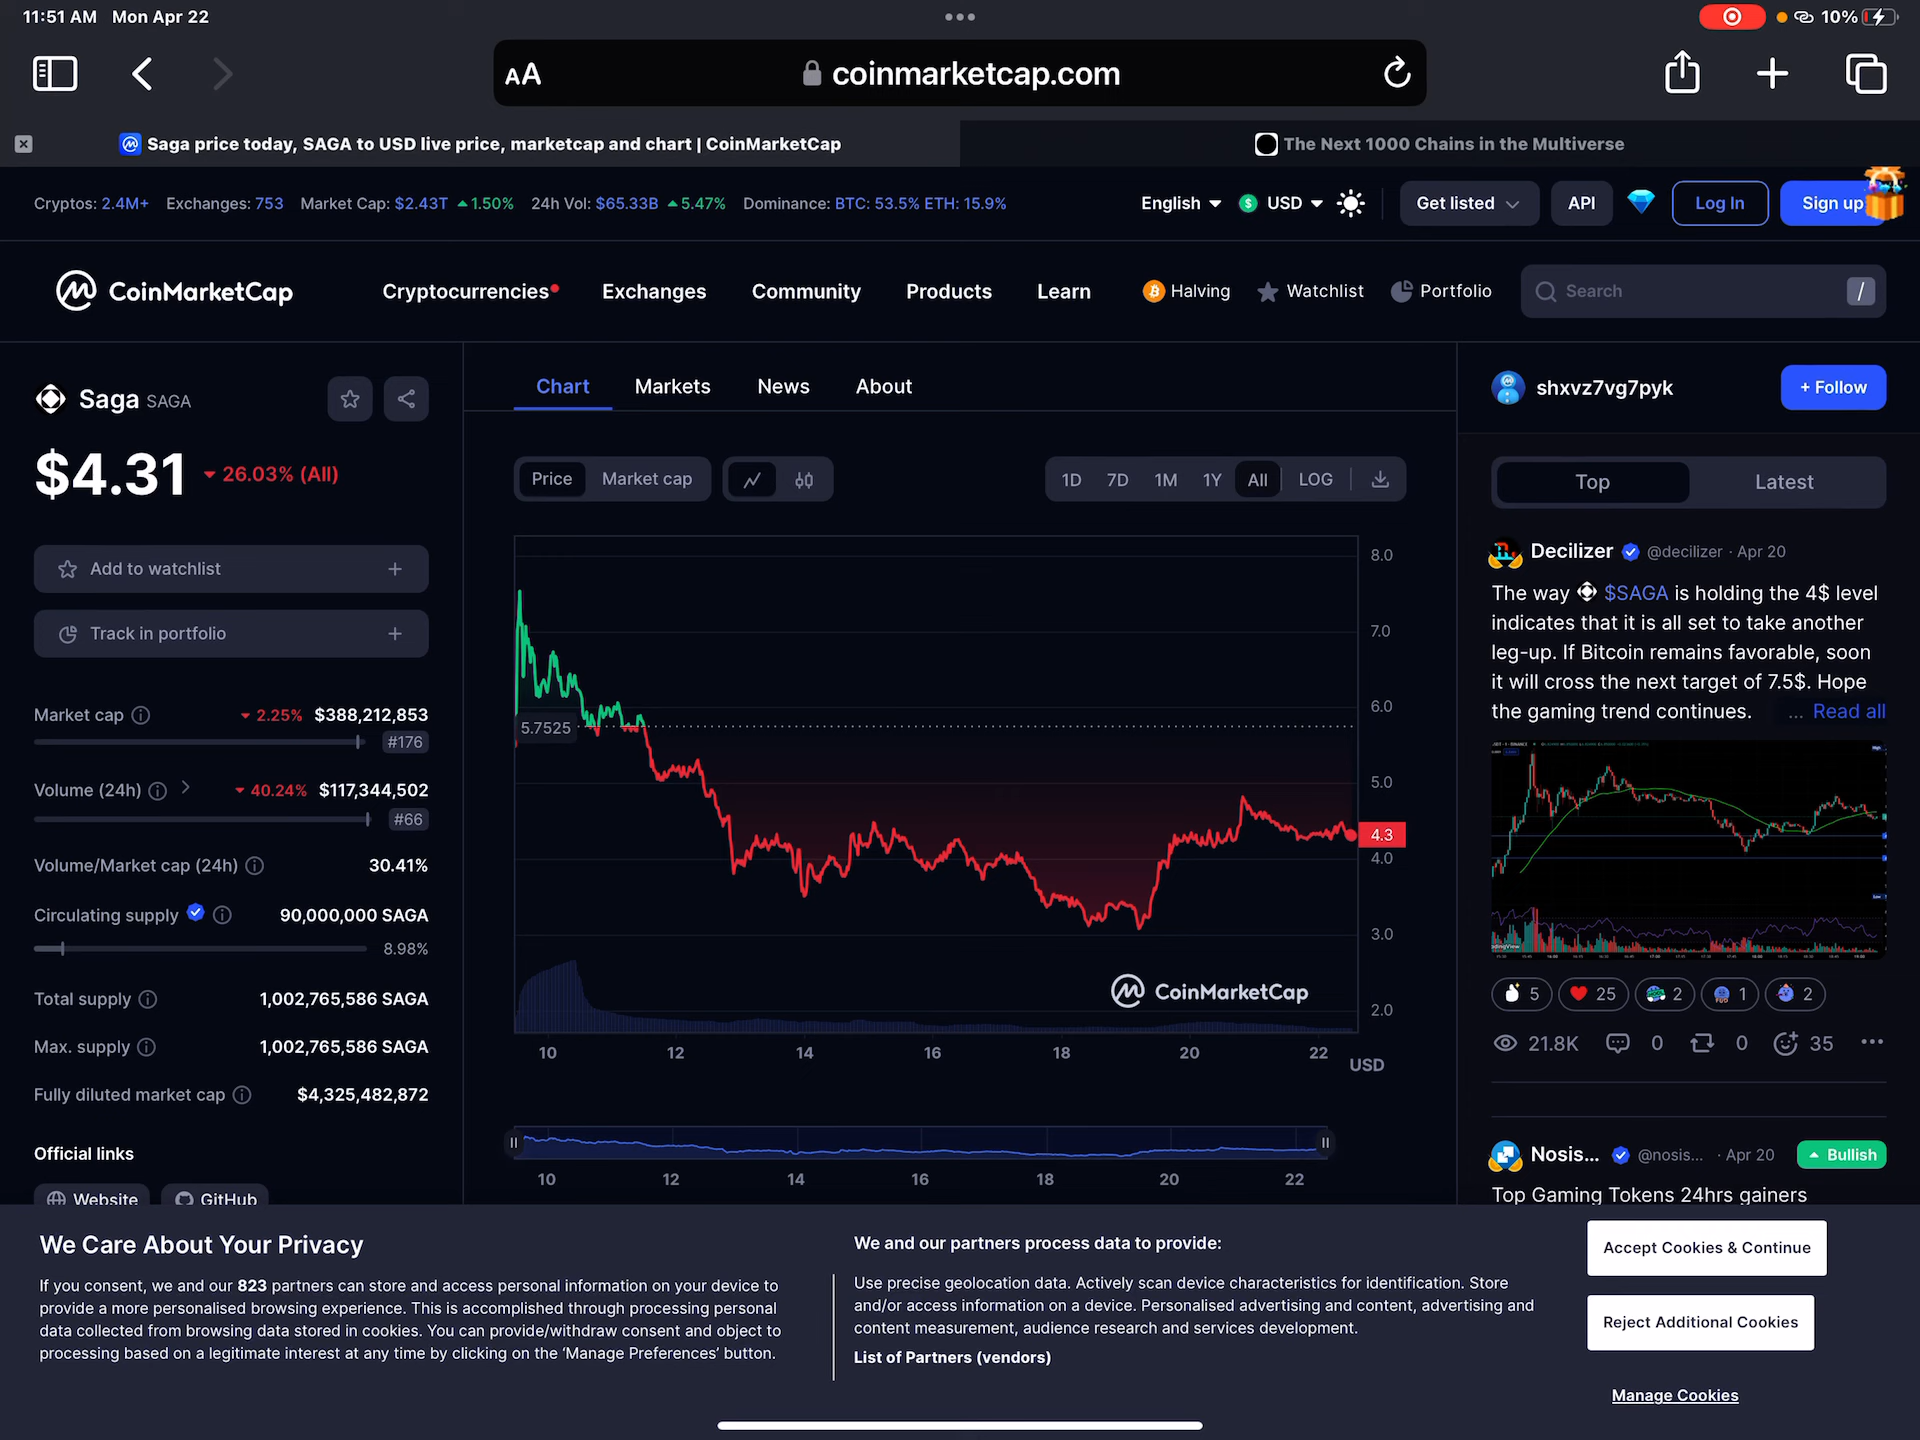 11:51 AM Mon Apr 22
10%
AA coinmarketcap.com
Saga price today, SAGA to USD live price, marketcap and chart | CoinMarketCap
The Next 1000 Chains in the Multiverse
Cryptos: 2.4M+ Exchanges: 753 Market Cap: $2.43T 1.50% 24h Vol: $65.33B 5.47% Dominance: BTC: 53.5% ETH: 15.9%
English USD Get listed API Log In Sign up
CoinMarketCap Cryptocurrencies Exchanges Community Products Learn Halving Watchlist Portfolio Search /
Saga SAGA
$4.31 26.03% (All)
Add to watchlist +
Track in portfolio +
Market cap 2.25% $388,212,853
#176
Volume (24h) 40.24% $117,344,502
#66
Volume/Market cap (24h) 30.41%
Circulating supply 90,000,000 SAGA
8.98%
Total supply 1,002,765,586 SAGA
Max. supply 1,002,765,586 SAGA
Fully diluted market cap $4,325,482,872
Official links
Website GitHub
Chart Markets News About
Price Market cap 1D 7D 1M 1Y All LOG
8.0
7.0
6.0
5.7525
5.0
4.3
4.0
3.0
CoinMarketCap
2.0
10 12 14 16 18 20 22
USD
10 12 14 16 18 20 22
shxvz7vg7pyk + Follow
Top Latest
Decilizer @decilizer · Apr 20
The way $SAGA is holding the 4$ level
indicates that it is all set to take another
leg-up. If Bitcoin remains favorable, soon
it will cross the next target of 7.5$. Hope
the gaming trend continues. ... Read all
5 25 2 1 2
21.8K 0 0 35
Nosis... @nosis... · Apr 20 Bullish
Top Gaming Tokens 24hrs gainers
We Care About Your Privacy
If you consent, we and our 823 partners can store and access personal information on your device to
provide a more personalised browsing experience. This is accomplished through processing personal
data collected from browsing data stored in cookies. You can provide/withdraw consent and object to
processing based on a legitimate interest at any time by clicking on the ‘Manage Preferences’ button.
We and our partners process data to provide:
Use precise geolocation data. Actively scan device characteristics for identification. Store
and/or access information on a device. Personalised advertising and content, advertising and
content measurement, audience research and services development.
List of Partners (vendors)
Accept Cookies & Continue
Reject Additional Cookies
Manage Cookies